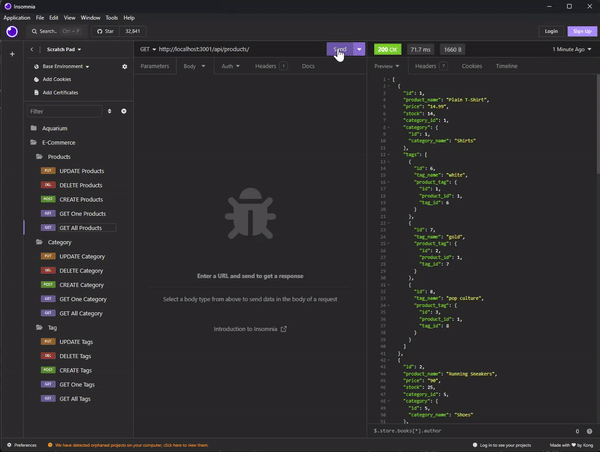 Insomnia
Application File Edit View Window Tools Help
Search.. Ctrl + P Star 32,841 Login Sign Up
Scratch Pad GET http://localhost:3001/api/products/ Send 200 OK 71.7 ms 1660 B 1 Minute Ago
Base Environment
Add Cookies
Add Certificates
Parameters Body Auth Headers 1 Docs
Preview Headers 7 Cookies Timeline
Filter
Aquarium
E-Commerce
Products
PUT UPDATE Products
DEL DELETE Products
POST CREATE Products
GET GET One Products
GET GET All Products
Category
PUT UPDATE Category
DEL DELETE Category
POST CREATE Category
GET GET One Category
GET GET All Category
Tag
PUT UPDATE Tags
DEL DELETE Tags
POST CREATE Tags
GET GET One Tags
GET GET All Tags
Enter a URL and send to get a response
Select a body type from above to send data in the body of a request
Introduction to Insomnia
1 [
2 {
3 "id": 1,
4 "product_name": "Plain T-Shirt",
5 "price": "14.99",
6 "stock": 14,
7 "category_id": 1,
8 "category": {
9 "id": 1,
10 "category_name": "Shirts"
11 },
12 "tags": [
13 {
14 "id": 6,
15 "tag_name": "white",
16 "product_tag": {
17 "id": 1,
18 "product_id": 1,
19 "tag_id": 6
20 }
21 },
22 {
23 "id": 7,
24 "tag_name": "gold",
25 "product_tag": {
26 "id": 2,
27 "product_id": 1,
28 "tag_id": 7
29 }
30 },
31 {
32 "id": 8,
33 "tag_name": "pop culture",
34 "product_tag": {
35 "id": 3,
36 "product_id": 1,
37 "tag_id": 8
38 }
39 }
40 ]
41 },
42 {
43 "id": 2,
44 "product_name": "Running Sneakers",
45 "price": "90",
46 "stock": 25,
47 "category_id": 5,
48 "category": {
49 "id": 5,
50 "category_name": "Shoes"
51 },
$.store.books[*].author 0
Preferences We have detected orphaned projects on your computer, click here to view them. Log in to see your projects Made with ♥ by Kong